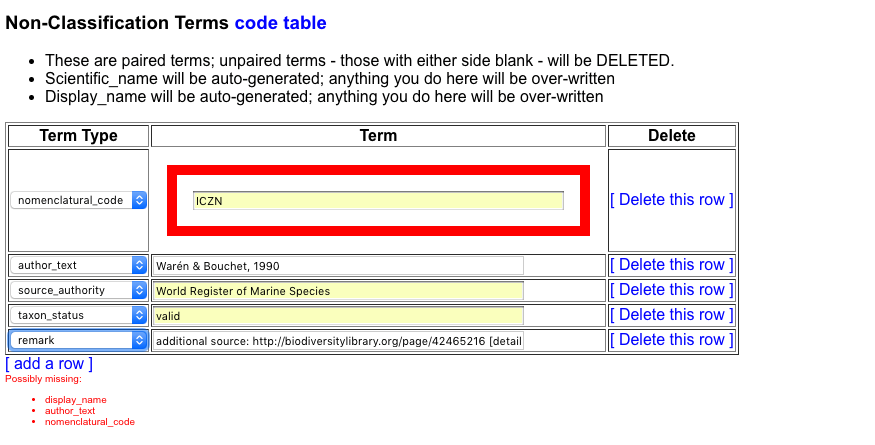 Non-Classification Terms code table
These are paired terms; unpaired terms - those with either side blank - will be DELETED.
Scientific_name will be auto-generated; anything you do here will be over-written
Display_name will be auto-generated; anything you do here will be over-written
Term Type Term Delete
nomenclatural_code ICZN [ Delete this row ]
author_text Warén & Bouchet, 1990 [ Delete this row ]
source_authority World Register of Marine Species [ Delete this row ]
taxon_status valid [ Delete this row ]
remark additional source: http://biodiversitylibrary.org/page/42465216 [detail [ Delete this row ]
[ add a row ]
Possibly missing:
display_name
author_text
nomenclatural_code